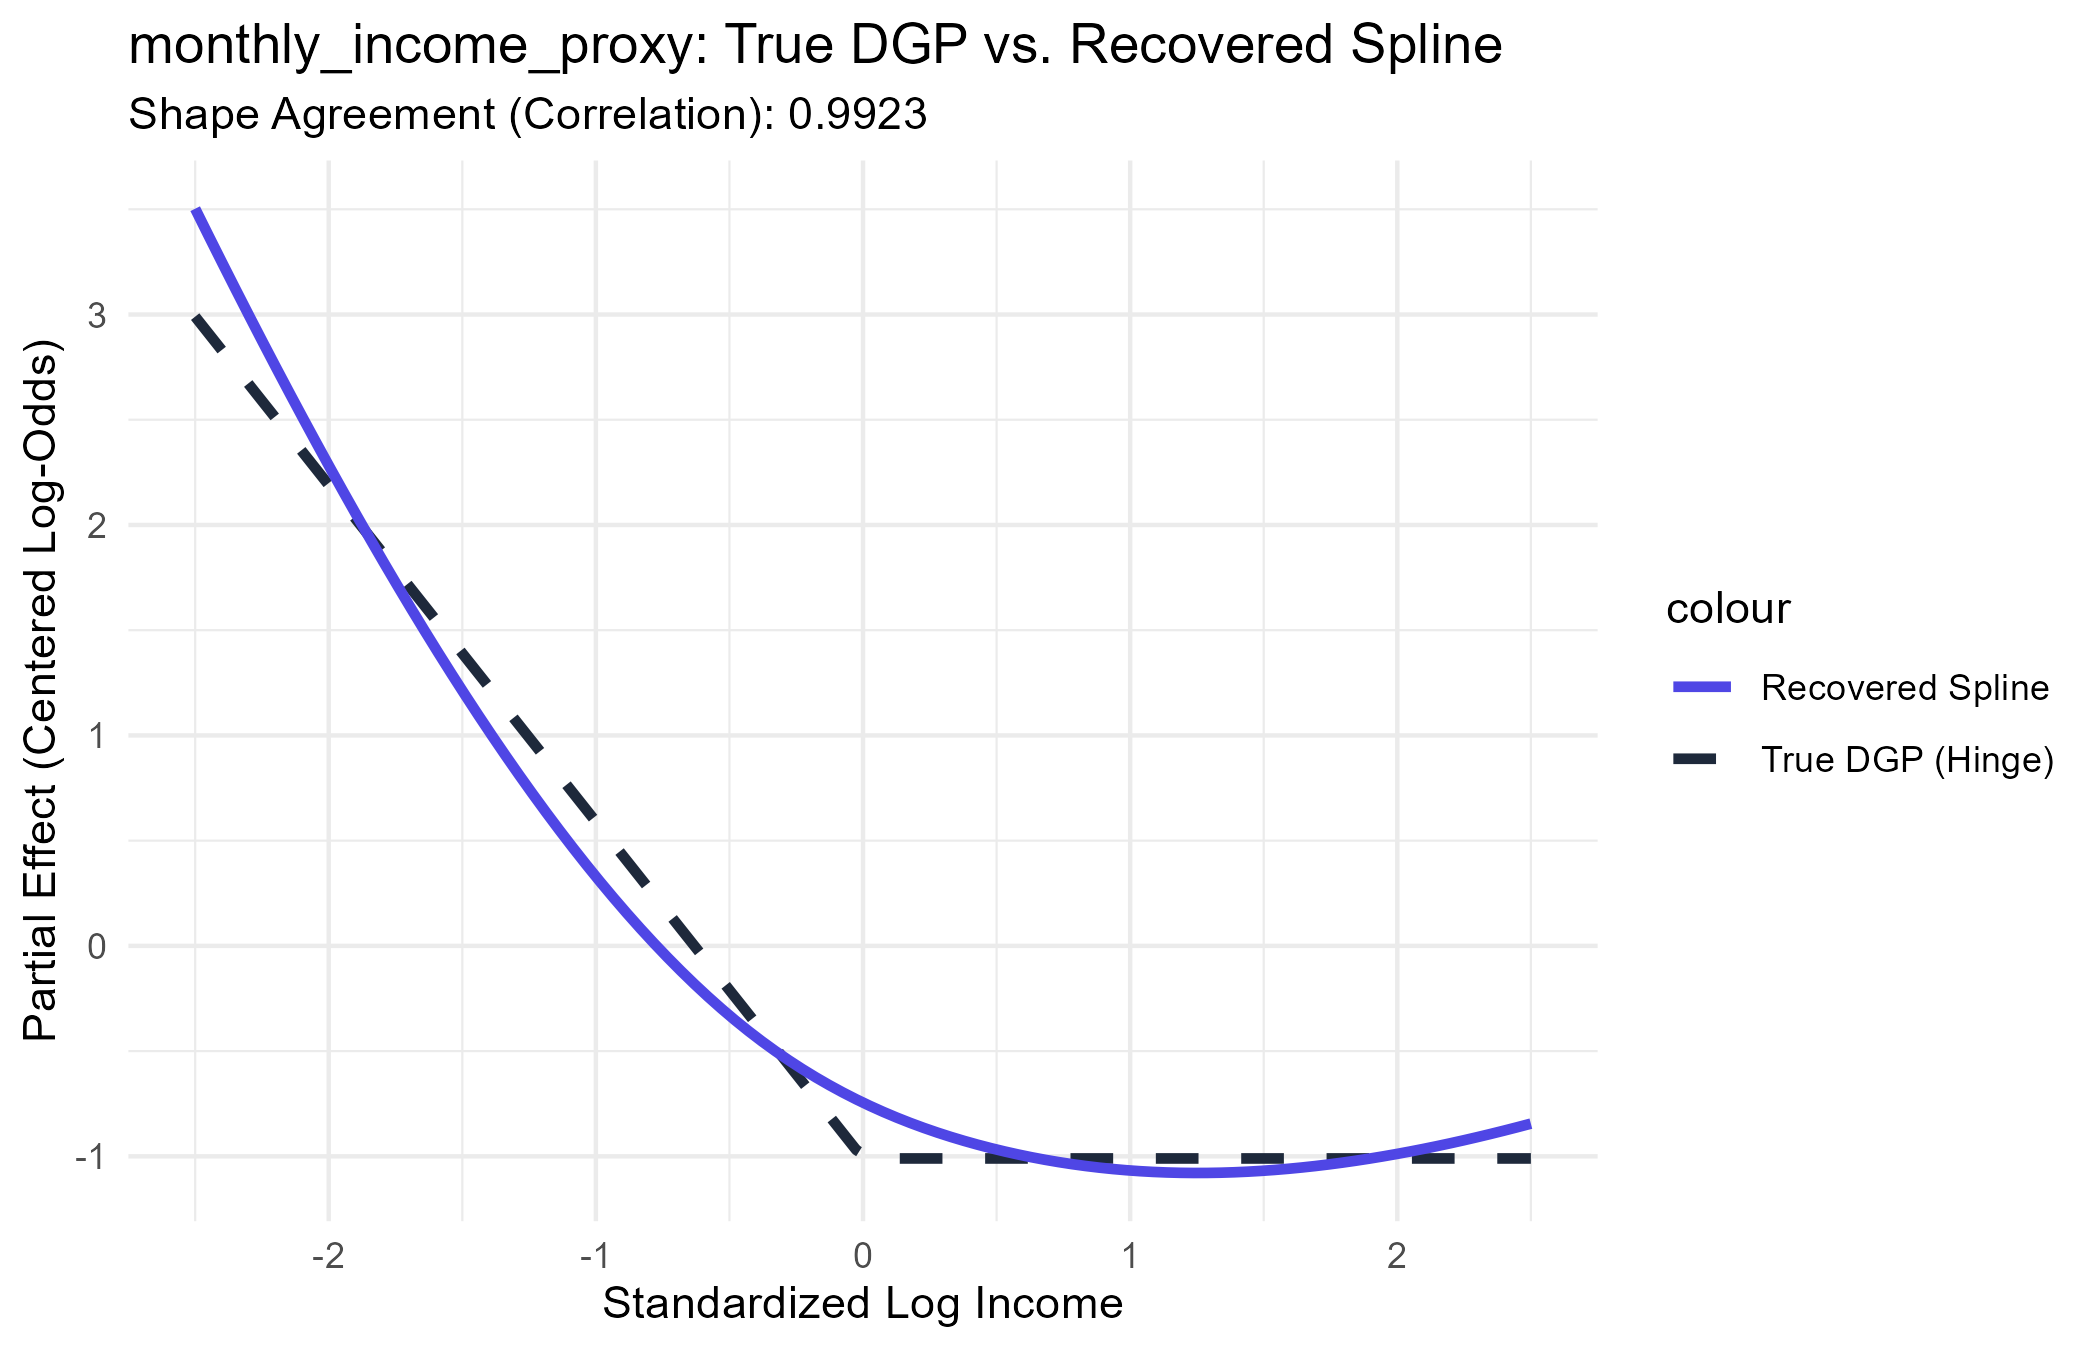 monthly_income_proxy: True DGP vs. Recovered Spline
Shape Agreement (Correlation): 0.9923
Partial Effect (Centered Log-Odds)
3
2
1
0
-1
-2
-1
0
1
2
Standardized Log Income
colour
Recovered Spline
True DGP (Hinge)